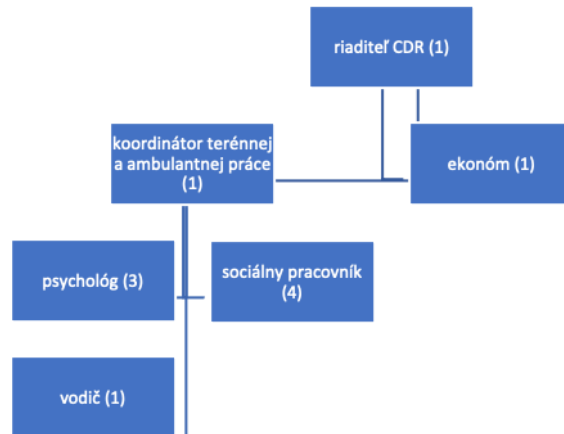 riaditeľ CDR (1)
koordinátor terénnej
a ambulantnej práce
(1)
ekonóm (1)
psychológ (3)
sociálny pracovník
(4)
vodič (1)